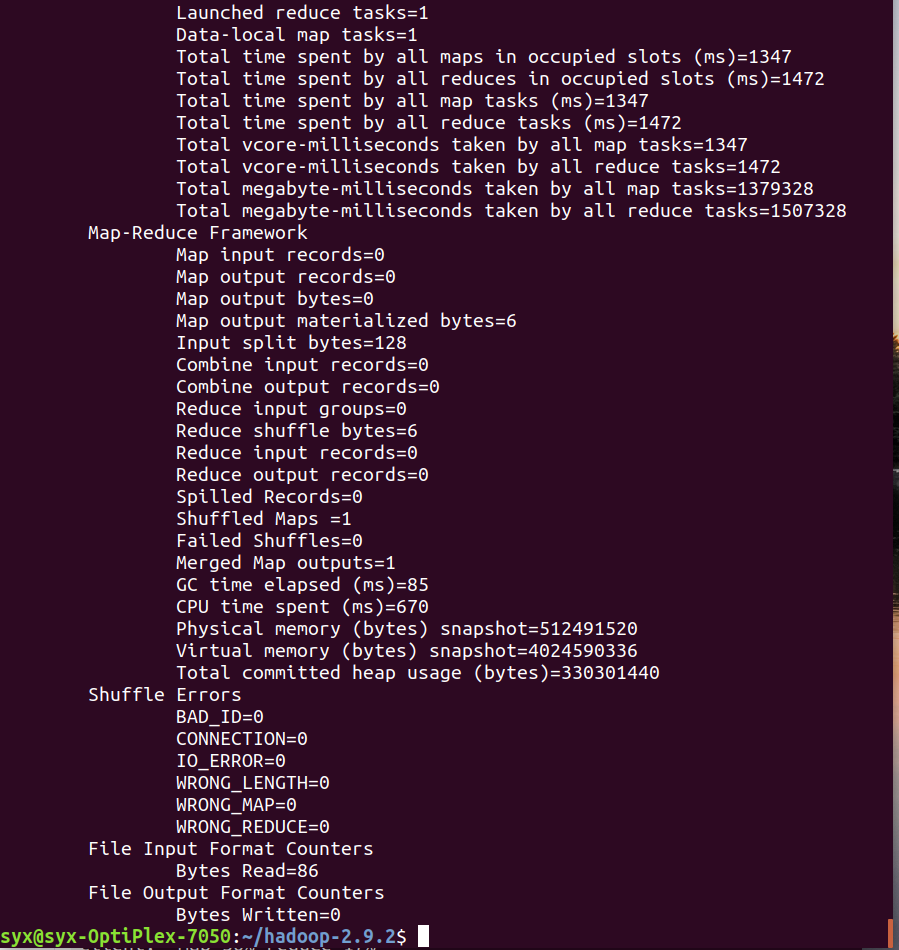 Launched reduce tasks=1
Data-local map tasks=1
Total time spent by all maps in occupied slots (ms)=1347
Total time spent by all reduces in occupied slots (ms)=1472
Total time spent by all map tasks (ms)=1347
Total time spent by all reduce tasks (ms)=1472
Total vcore-milliseconds taken by all map tasks=1347
Total vcore-milliseconds taken by all reduce tasks=1472
Total megabyte-milliseconds taken by all map tasks=1379328
Total megabyte-milliseconds taken by all reduce tasks=1507328
Map-Reduce Framework
Map input records=0
Map output records=0
Map output bytes=0
Map output materialized bytes=6
Input split bytes=128
Combine input records=0
Combine output records=0
Reduce input groups=0
Reduce shuffle bytes=6
Reduce input records=0
Reduce output records=0
Spilled Records=0
Shuffled Maps =1
Failed Shuffles=0
Merged Map outputs=1
GC time elapsed (ms)=85
CPU time spent (ms)=670
Physical memory (bytes) snapshot=512491520
Virtual memory (bytes) snapshot=4024590336
Total committed heap usage (bytes)=330301440
Shuffle Errors
BAD_ID=0
CONNECTION=0
IO_ERROR=0
WRONG_LENGTH=0
WRONG_MAP=0
WRONG_REDUCE=0
File Input Format Counters
Bytes Read=86
File Output Format Counters
Bytes Written=0
syx@syx-OptiPlex-7050:~/hadoop-2.9.2$